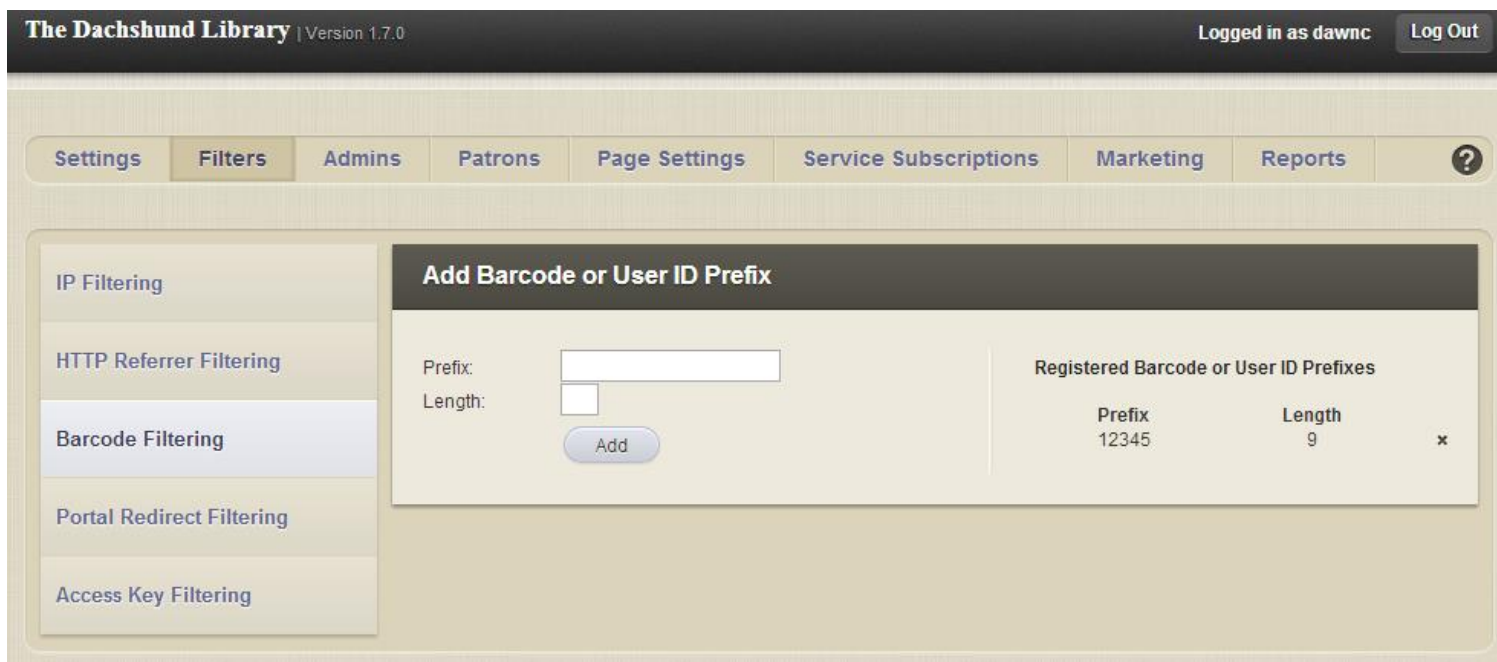 The Dachshund Library | Version 1.7.0
Logged in as dawnc Log Out
Settings Filters Admins Patrons Page Settings Service Subscriptions Marketing Reports ?
IP Filtering
HTTP Referrer Filtering
Barcode Filtering
Portal Redirect Filtering
Access Key Filtering
Add Barcode or User ID Prefix
Prefix:
Length:
Add
Registered Barcode or User ID Prefixes
Prefix Length
12345 9 ×